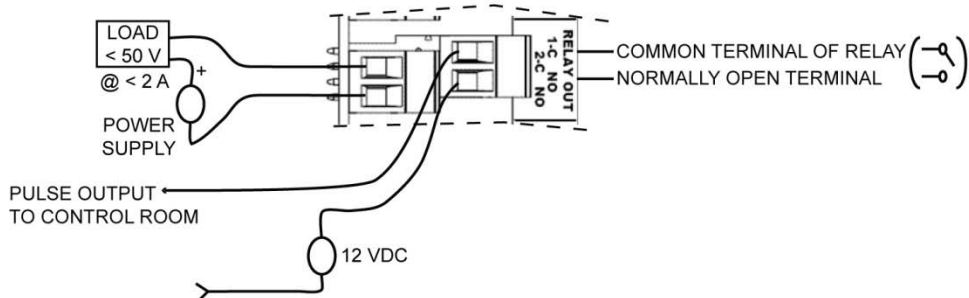 LOAD
< 50 V
@ < 2 A
+
POWER
SUPPLY
RELAY OUT
1-C NO
2-C NO
COMMON TERMINAL OF RELAY
NORMALLY OPEN TERMINAL
PULSE OUTPUT
TO CONTROL ROOM
12 VDC